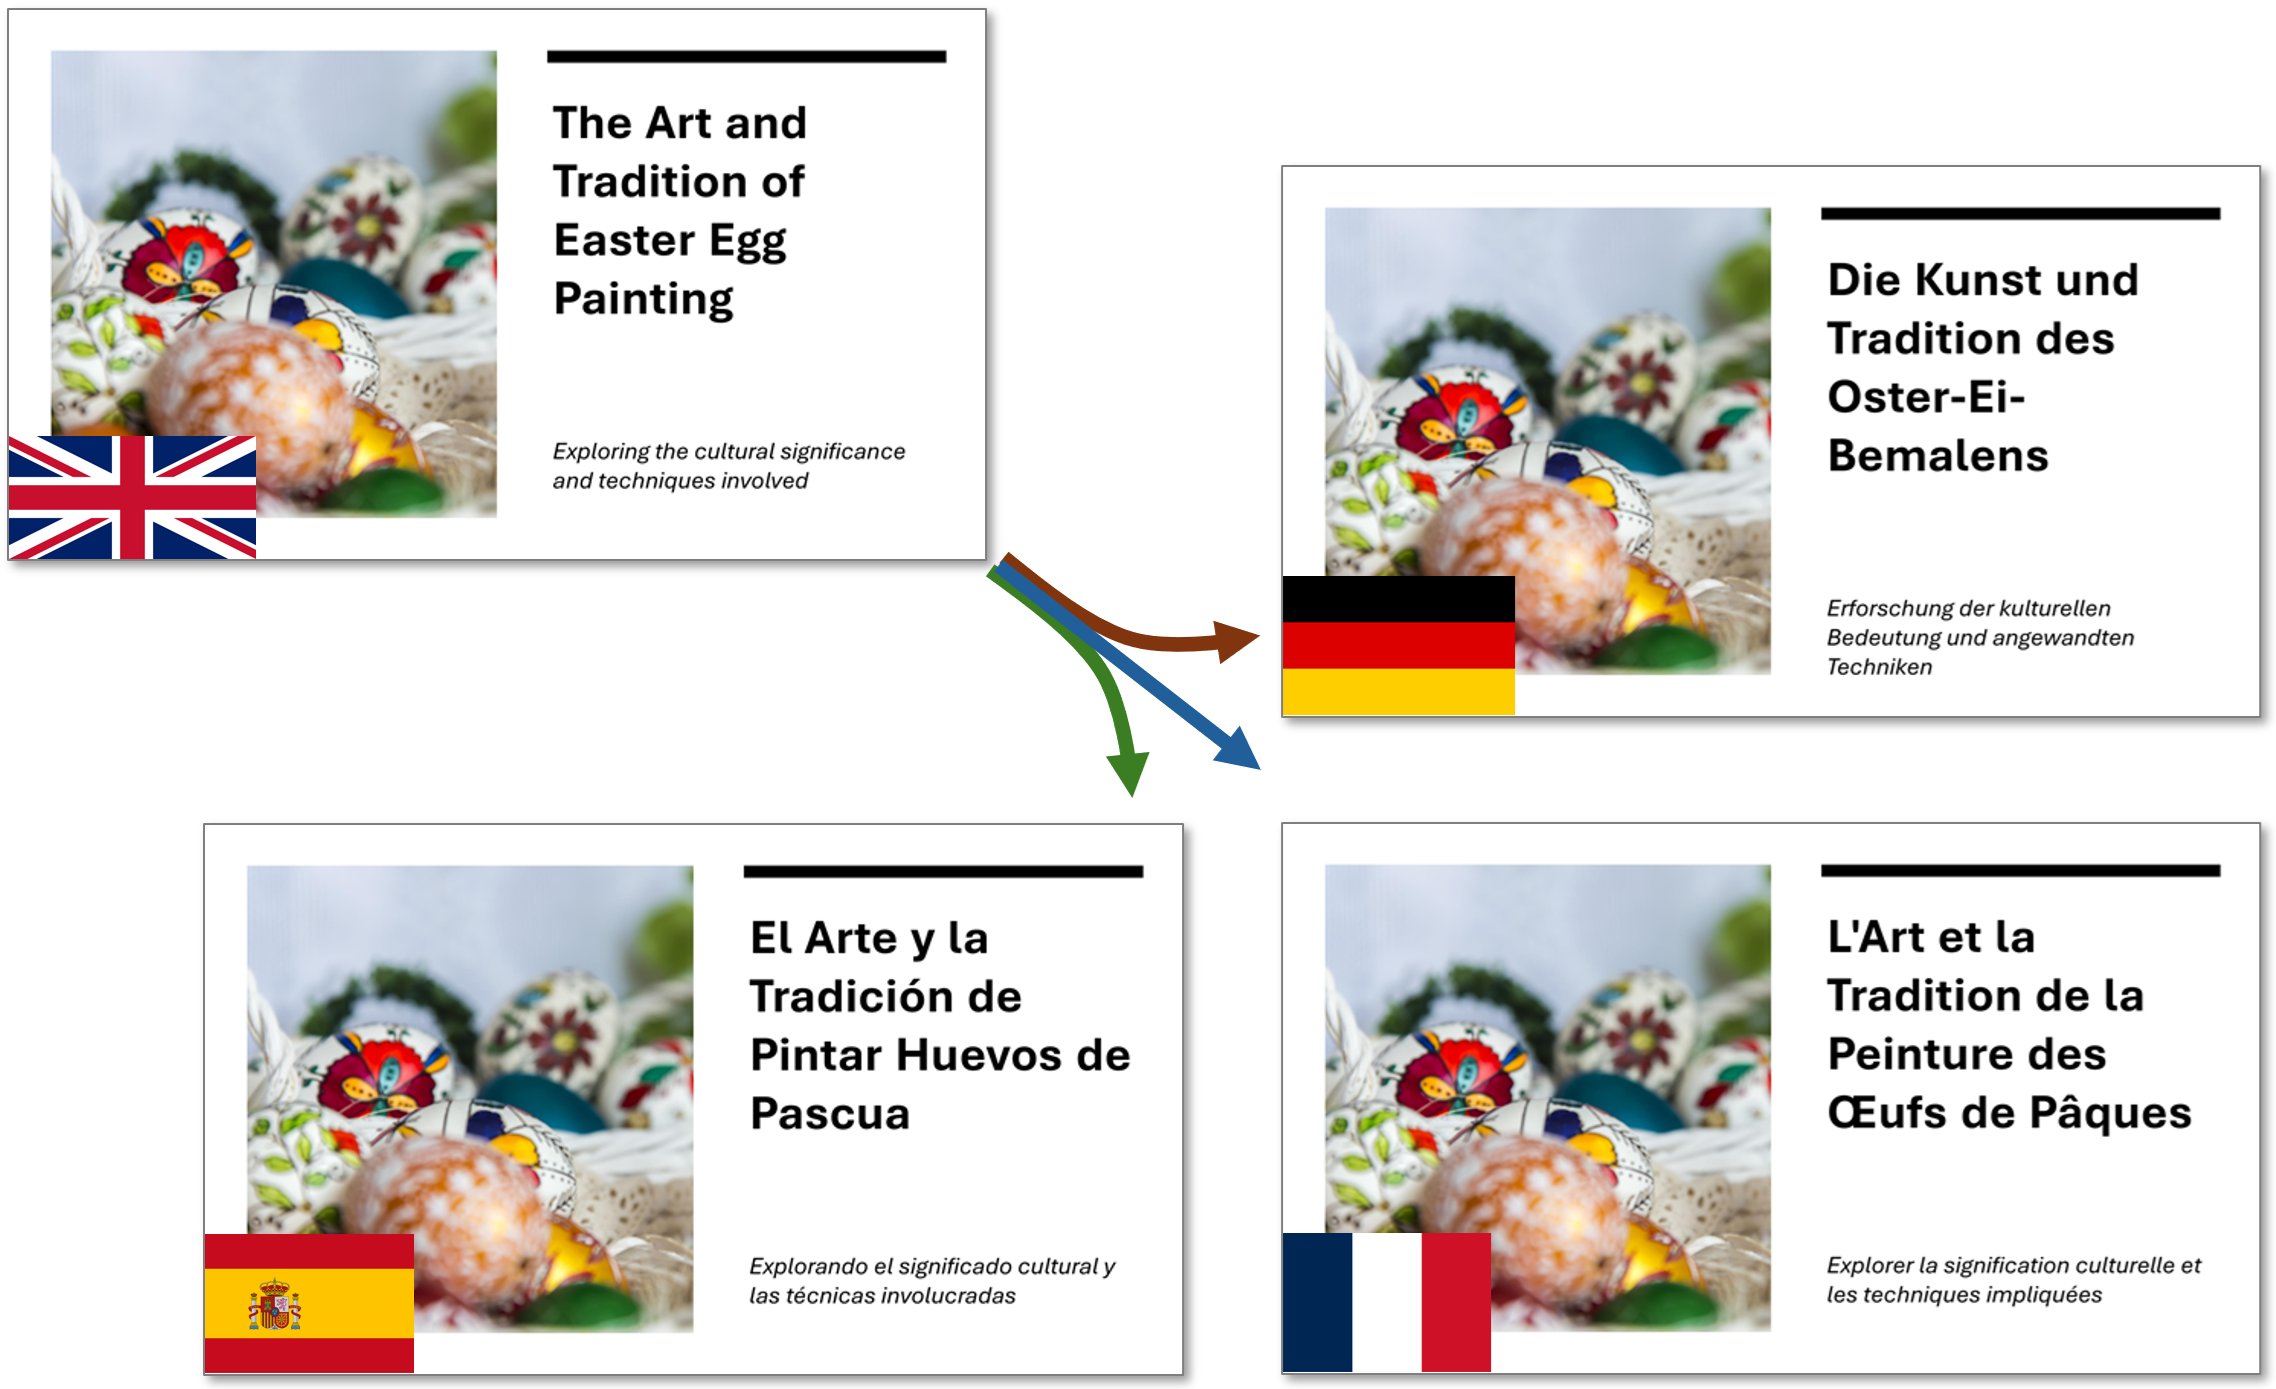 The Art and
Tradition of
Easter Egg
Painting
Exploring the cultural significance
and techniques involved
Die Kunst und
Tradition des
Oster-Ei-
Bemalens
Erforschung der kulturellen
Bedeutung und angewandten
Techniken
El Arte y la
Tradición de
Pintar Huevos de
Pascua
Explorando el significado cultural y
las técnicas involucradas
L'Art et la
Tradition de la
Peinture des
Œufs de Pâques
Explorer la signification culturelle et
les techniques impliquées